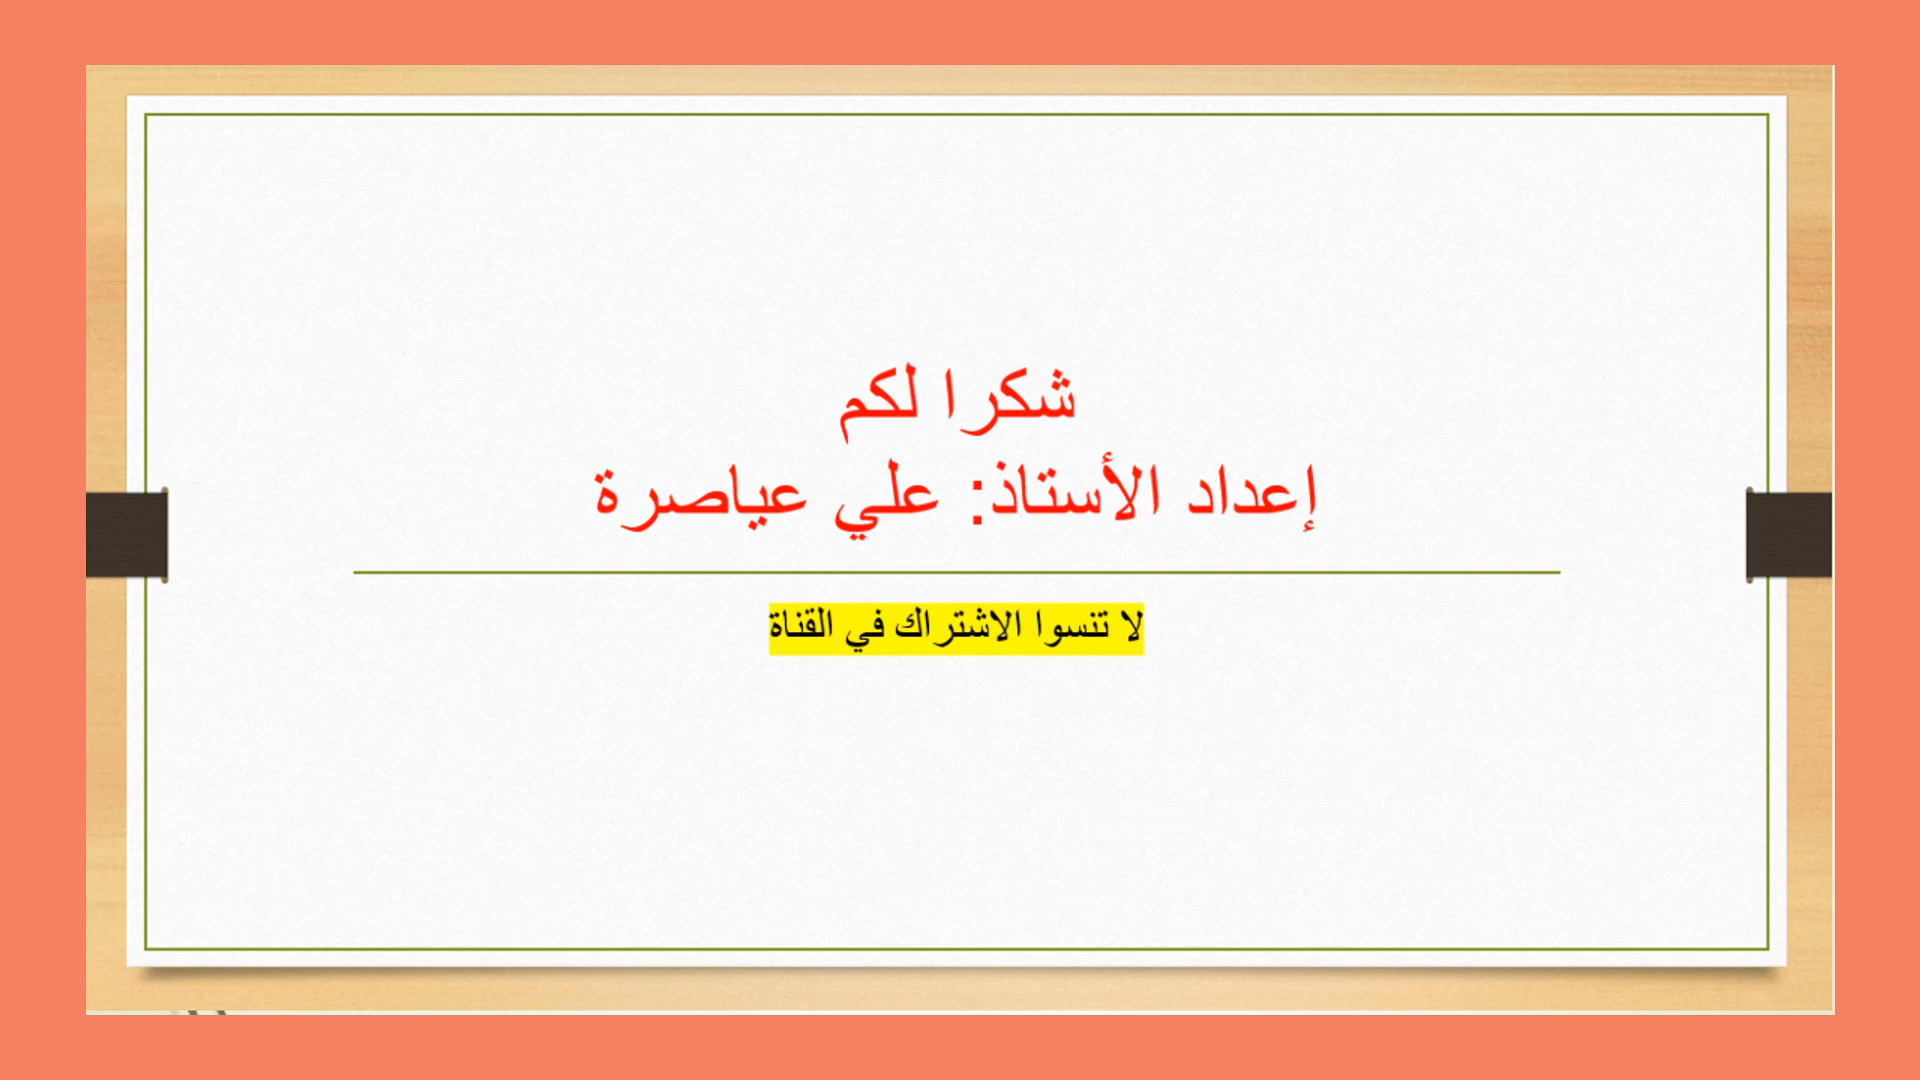 شكرا لكم
إعداد الأستاذ: علي عياصرة
لا تنسوا الاشتراك في القناة